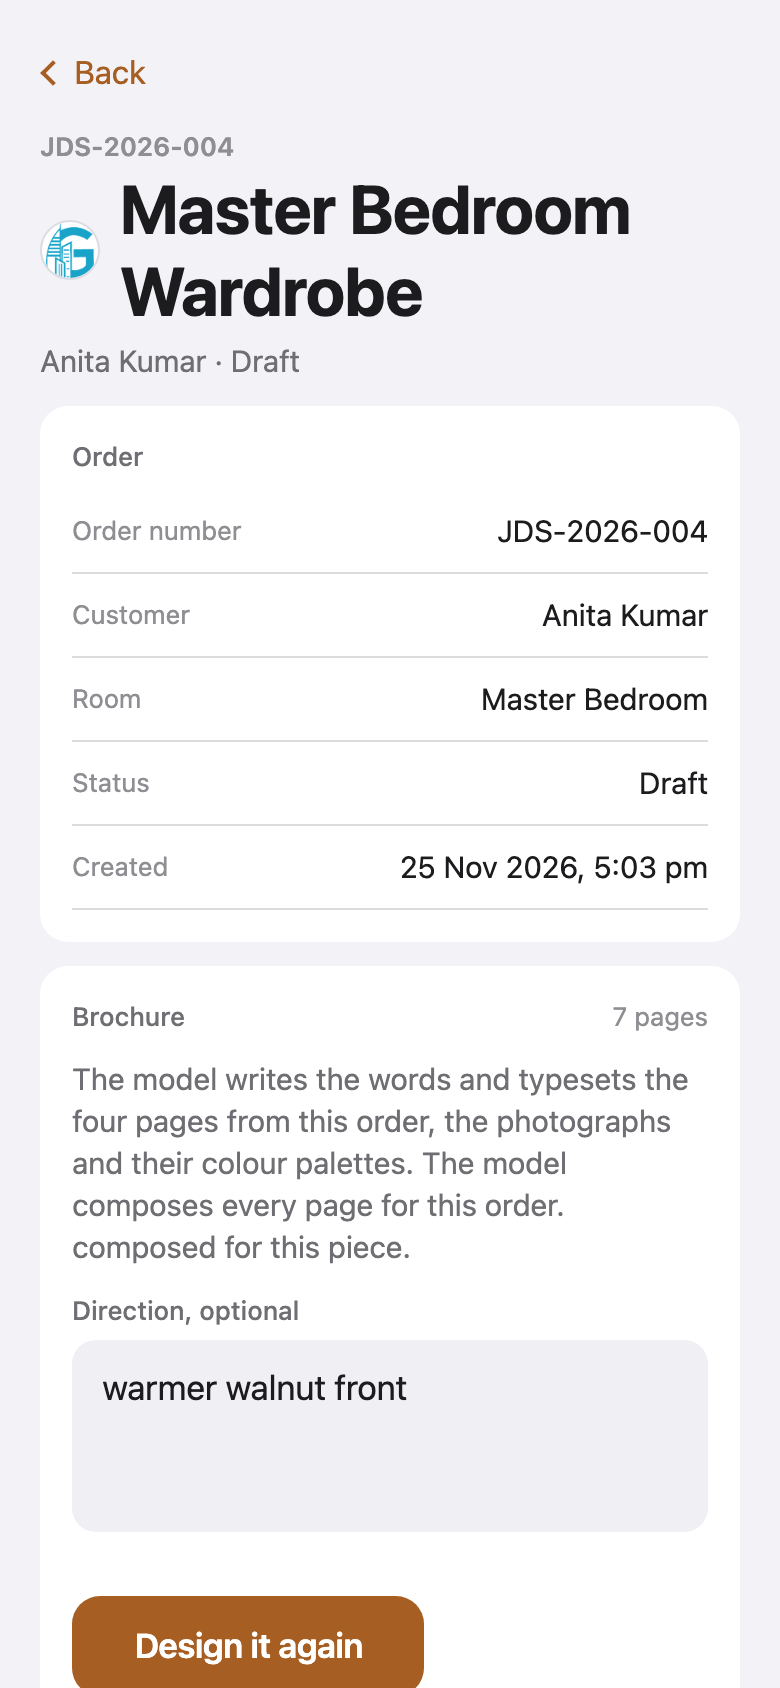 Back
JDS-2026-004
G
Master Bedroom
Wardrobe
Anita Kumar · Draft
Order
Order number JDS-2026-004
Customer Anita Kumar
Room Master Bedroom
Status Draft
Created 25 Nov 2026, 5:03 pm
Brochure 7 pages
The model writes the words and typesets the
four pages from this order, the photographs
and their colour palettes. The model
composes every page for this order.
composed for this piece.
Direction, optional
warmer walnut front
Design it again